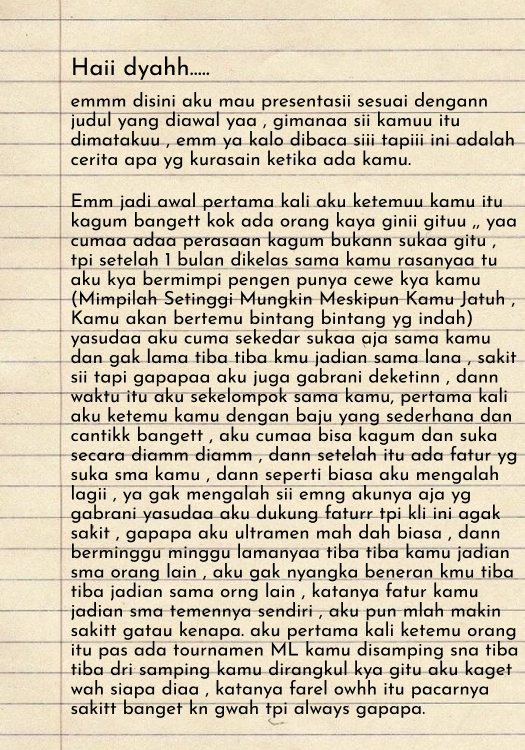 Haii dyahh.....
emmm disini aku mau presentasii sesuai dengann
judul yang diawal yaa , gimanaa sii kamuu itu
dimatakuu , emm ya kalo dibaca siii tapiii ini adalah
cerita apa yg kurasain ketika ada kamu.
Emm jadi awal pertama kali aku ketemuu kamu itu
kagum bangett kok ada orang kaya ginii gituu ,, yaa
cumaa adaa perasaan kagum bukann sukaa gitu ,
tpi setelah 1 bulan dikelas sama kamu rasanyaa tu
aku kya bermimpi pengen punya cewe kya kamu
(Mimpilah Setinggi Mungkin Meskipun Kamu Jatuh ,
Kamu akan bertemu bintang bintang yg indah)
yasudaa aku cuma sekedar sukaa aja sama kamu
dan gak lama tiba tiba kmu jadian sama lana , sakit
sii tapi gapapaa aku juga gabrani deketinn , dann
waktu itu aku sekelompok sama kamu, pertama kali
aku ketemu kamu dengan baju yang sederhana dan
cantikk bangett , aku cumaa bisa kagum dan suka
secara diamm diamm , dann setelah itu ada fatur yg
suka sma kamu , dann seperti biasa aku mengalah
lagii , ya gak mengalah sii emng akunya aja yg
gabrani yasudaa aku dukung faturr tpi kli ini agak
sakit , gapapa aku ultramen mah dah biasa , dann
berminggu minggu lamanyaa tiba tiba kamu jadian
sma orang lain , aku gak nyangka beneran kmu tiba
tiba jadian sama orng lain , katanya fatur kamu
jadian sma temennya sendiri , aku pun mlah makin
sakitt gatau kenapa. aku pertama kali ketemu orang
itu pas ada tournamen ML kamu disamping sna tiba
tiba dri samping kamu dirangkul kya gitu aku kaget
wah siapa diaa , katanya farel owhh itu pacarnya
sakitt banget kn gwah tpi always gapapa.